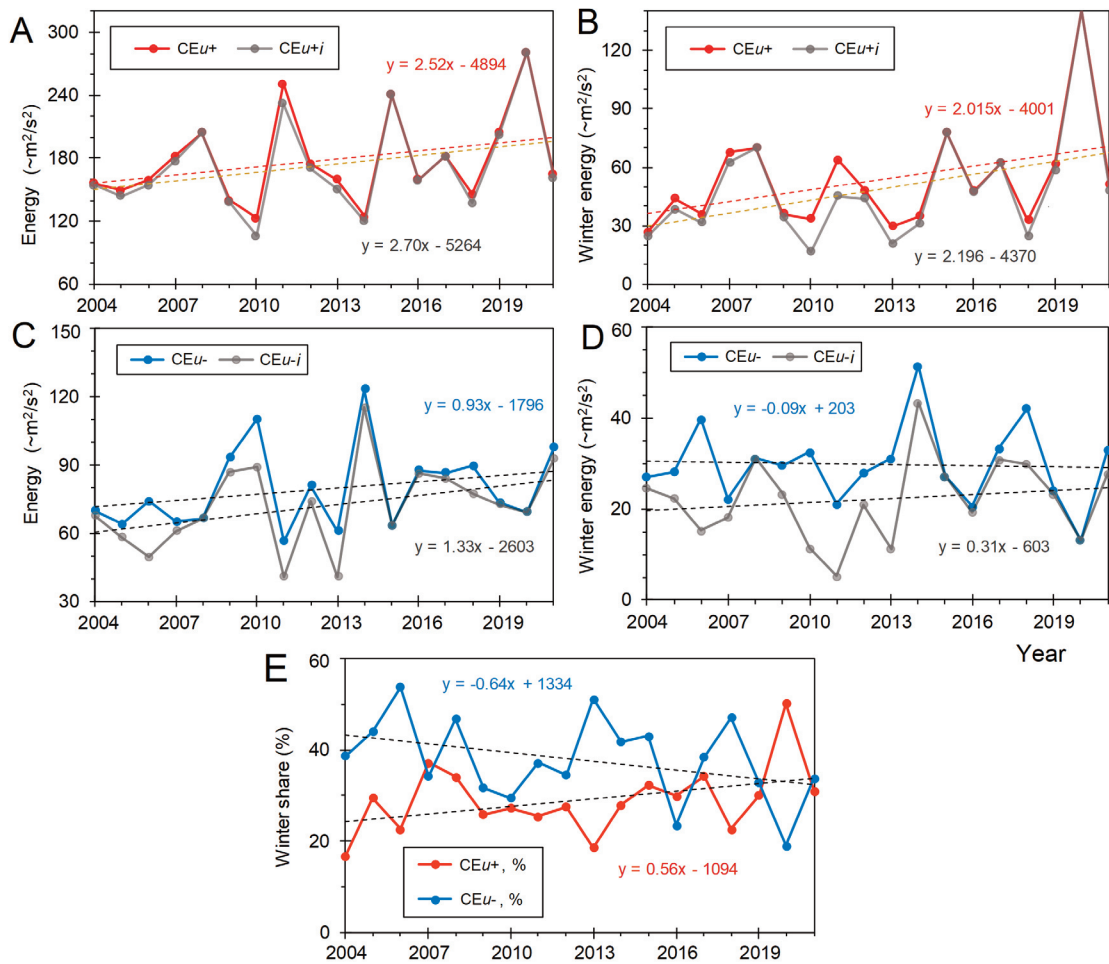 A
Energy (~m²/s²)
300
240
180
120
60
CEu+ CEu+i
y = 2.52x - 4894
y = 2.70x - 5264
2004 2007 2010 2013 2016 2019
B
Winter energy (~m²/s²)
120
90
60
30
0
CEu+ CEu+i
y = 2.015x - 4001
y = 2.196 - 4370
2004 2007 2010 2013 2016 2019
C
Energy (~m²/s²)
150
120
90
60
30
CEu- CEu-i
y = 0.93x - 1796
y = 1.33x - 2603
2004 2007 2010 2013 2016 2019
D
Winter energy (~m²/s²)
60
40
20
0
CEu- CEu-i
y = -0.09x + 203
y = 0.31x - 603
2004 2007 2010 2013 2016 2019
Year
E
Winter share (%)
60
40
20
0
y = -0.64x + 1334
CEu+, %
CEu-, %
y = 0.56x - 1094
2004 2007 2010 2013 2016 2019